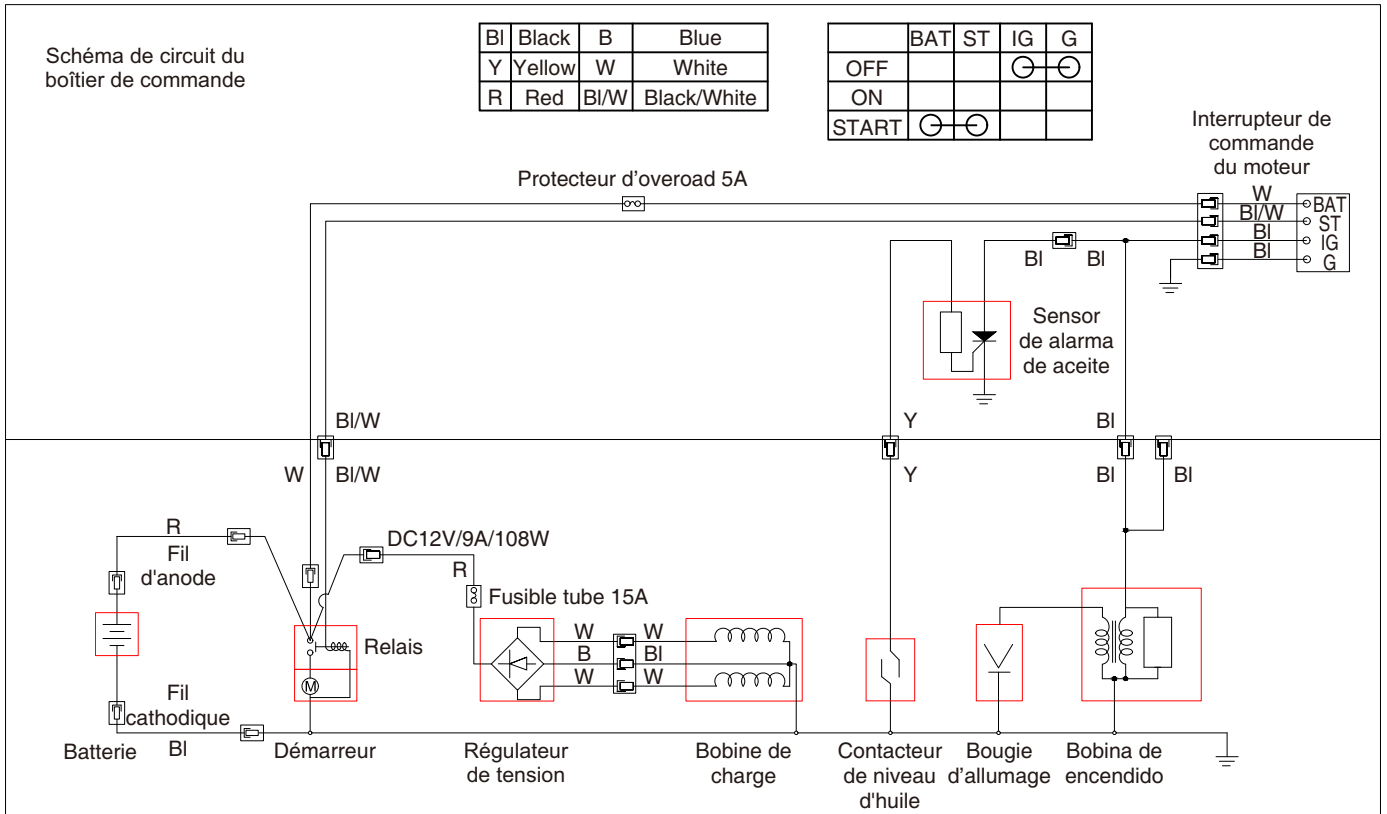 Schéma de circuit du
boîtier de commande
Bl Black B Blue
Y Yellow W White
R Red Bl/W Black/White
BAT ST IG G
OFF
ON
START
Interrupteur de
commande
du moteur
Protecteur d'overoad 5A
W
Bl/W
Bl
Bl
BAT
ST
IG
G
Bl Bl
Sensor
de alarma
de aceite
Bl/W
Y
Bl
W
Bl/W
Y
Bl
Bl
R
Fil
d'anode
DC12V/9A/108W
R
Fusible tube 15A
Relais
M
W W
B Bl
W W
Fil
cathodique
Batterie
Bl
Démarreur
Régulateur
de tension
Bobine de
charge
Contacteur
de niveau
d'huile
Bougie
d'allumage
Bobina de
encendido